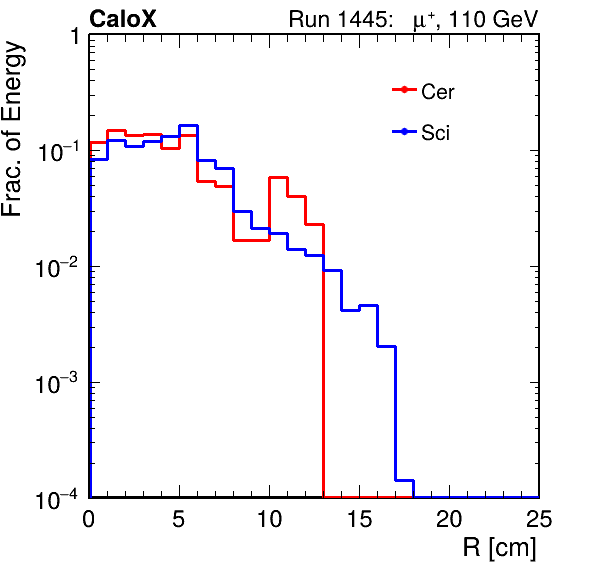 CaloX Run 1445: μ⁺, 110 GeV
Frac. of Energy
1
10⁻¹
10⁻²
10⁻³
10⁻⁴
Cer
Sci
0 5 10 15 20 25
R [cm]